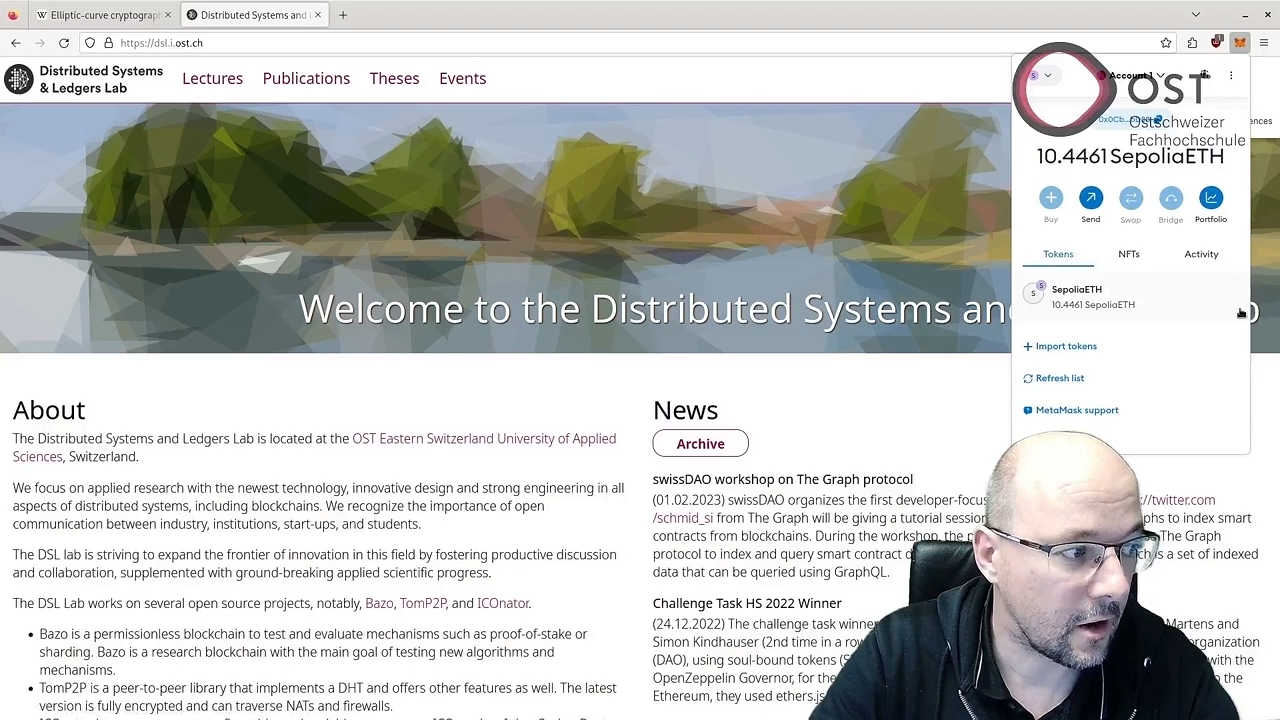 Elliptic-curve cryptograph
Distributed Systems and
https://dsl.i.ost.ch
Distributed Systems
& Ledgers Lab
Lectures
Publications
Theses
Events
Account 1
OST
Ostschweizer
Fachhochschule
10.4461 SepoliaETH
Buy
Send
Swap
Bridge
Portfolio
Tokens
NFTs
Activity
S
SepoliaETH
10.4461 SepoliaETH
Import tokens
Refresh list
MetaMask support
Welcome to the Distributed Systems an
About
The Distributed Systems and Ledgers Lab is located at the OST Eastern Switzerland University of Applied
Sciences, Switzerland.
We focus on applied research with the newest technology, innovative design and strong engineering in all
aspects of distributed systems, including blockchains. We recognize the importance of open
communication between industry, institutions, start-ups, and students.
The DSL lab is striving to expand the frontier of innovation in this field by fostering productive discussion
and collaboration, supplemented with ground-breaking applied scientific progress.
The DSL Lab works on several open source projects, notably, Bazo, TomP2P, and ICOnator.
• Bazo is a permissionless blockchain to test and evaluate mechanisms such as proof-of-stake or
sharding. Bazo is a research blockchain with the main goal of testing new algorithms and
mechanisms.
• TomP2P is a peer-to-peer library that implements a DHT and offers other features as well. The latest
version is fully encrypted and can traverse NATs and firewalls.
News
Archive
swissDAO workshop on The Graph protocol
(01.02.2023) swissDAO organizes the first developer-focus ://twitter.com
/schmid_si from The Graph will be giving a tutorial session phs to index smart
contracts from blockchains. During the workshop, the p The Graph
protocol to index and query smart contract d ch is a set of indexed
data that can be queried using GraphQL.
Challenge Task HS 2022 Winner
(24.12.2022) The challenge task winner Martens and
Simon Kindhauser (2nd time in a row organization
(DAO), using soul-bound tokens (S with the
OpenZeppelin Governor, for the to the
Ethereum, they used ethers.js